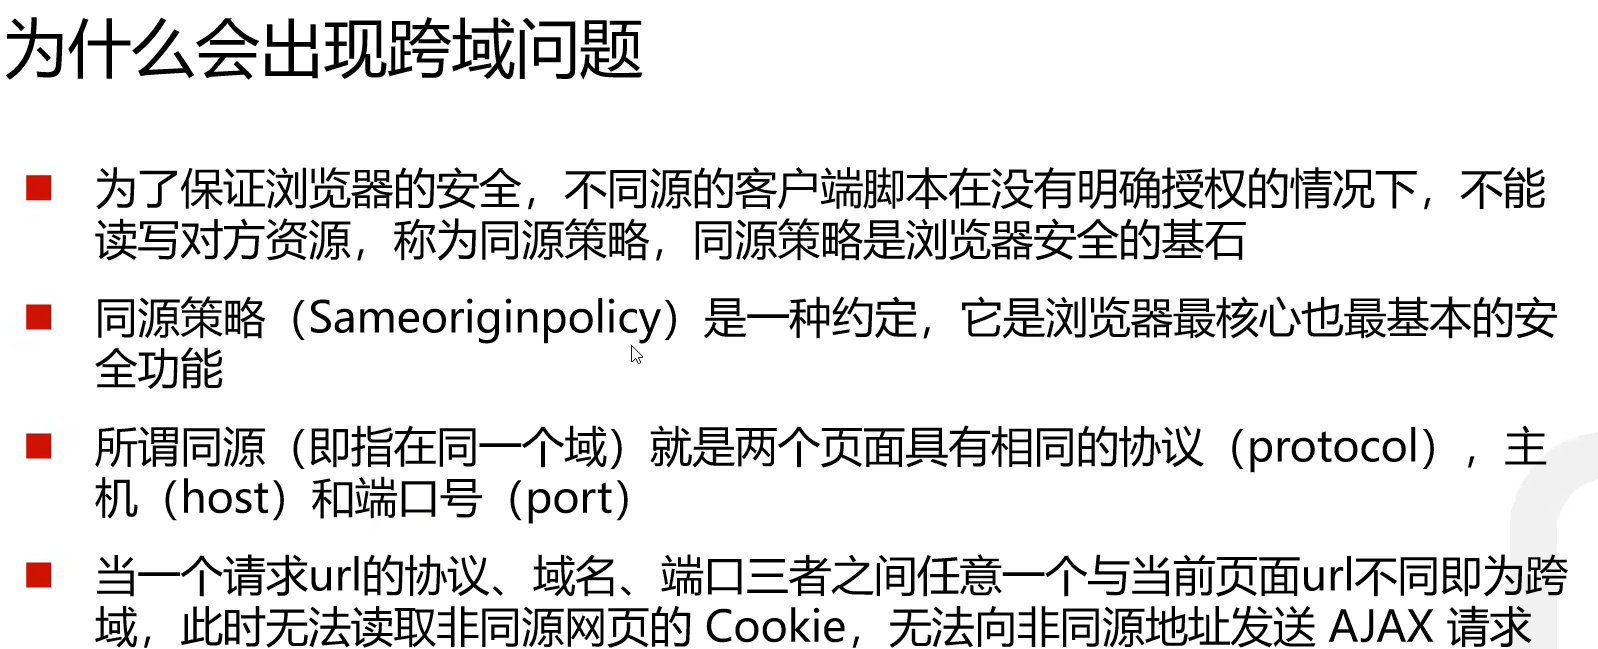 为什么会出现跨域问题
为了保证浏览器的安全，不同源的客户端脚本在没有明确授权的情况下，不能
读写对方资源，称为同源策略，同源策略是浏览器安全的基石
同源策略（Sameoriginpolicy）是一种约定，它是浏览器最核心也最基本的安
全功能
所谓同源（即指在同一个域）就是两个页面具有相同的协议（protocol），主
机（host）和端口号（port）
当一个请求url的协议、域名、端口三者之间任意一个与当前页面url不同即为跨
域，此时无法读取非同源网页的 Cookie，无法向非同源地址发送 AJAX 请求